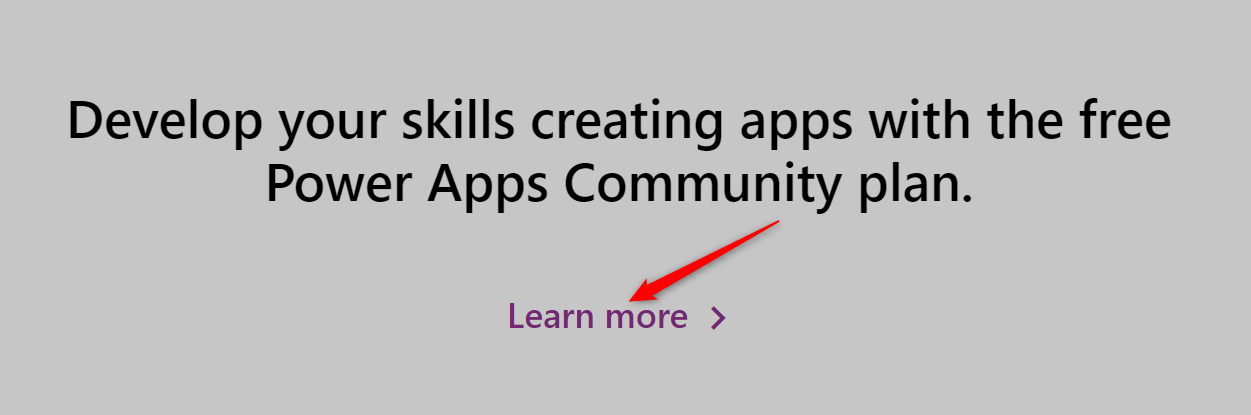 Develop your skills creating apps with the free
Power Apps Community plan.
Learn more >